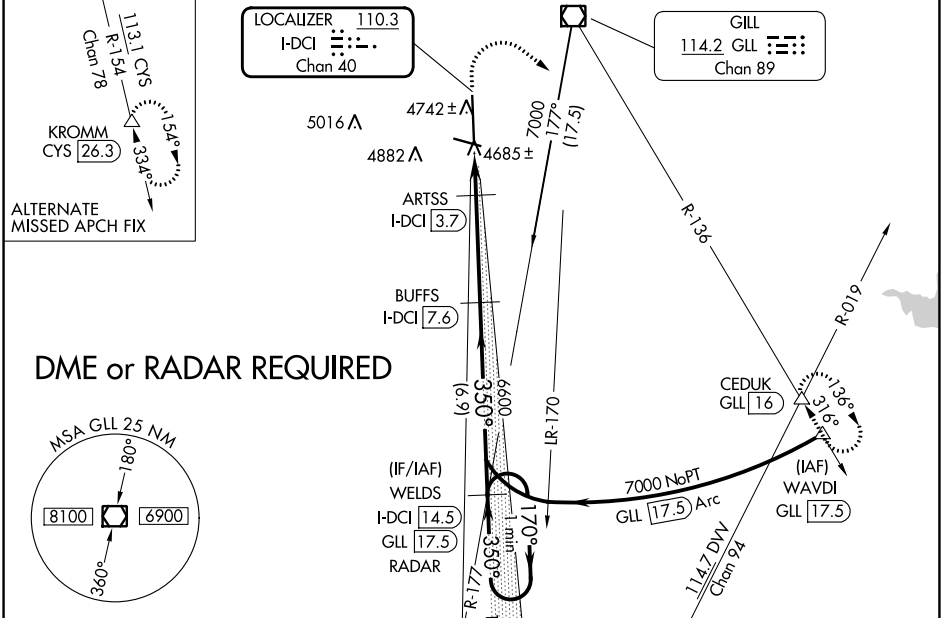 113.1 CYS
R-154
Chan 78
KROMM
CYS 26.3
154°
334°
ALTERNATE
MISSED APCH FIX
LOCALIZER 110.3
I-DCI
Chan 40
GILL
114.2 GLL
Chan 89
5016
4742 ±
4882
4685 ±
7000
177°
(17.5)
ARTSS
I-DCI 3.7
R-136
BUFFS
I-DCI 7.6
R-019
DME or RADAR REQUIRED
350°
(6.9)
6600
LR-170
CEDUK
GLL 16
136°
316°
MSA GLL 25 NM
180°
8100
6900
360°
(IF/IAF)
WELDS
I-DCI 14.5
GLL 17.5
RADAR
7000 NoPT
GLL 17.5 Arc
(IAF)
WAVDI
GLL 17.5
170°
1 min
350°
R-177
114.7 DVV
Chan 94